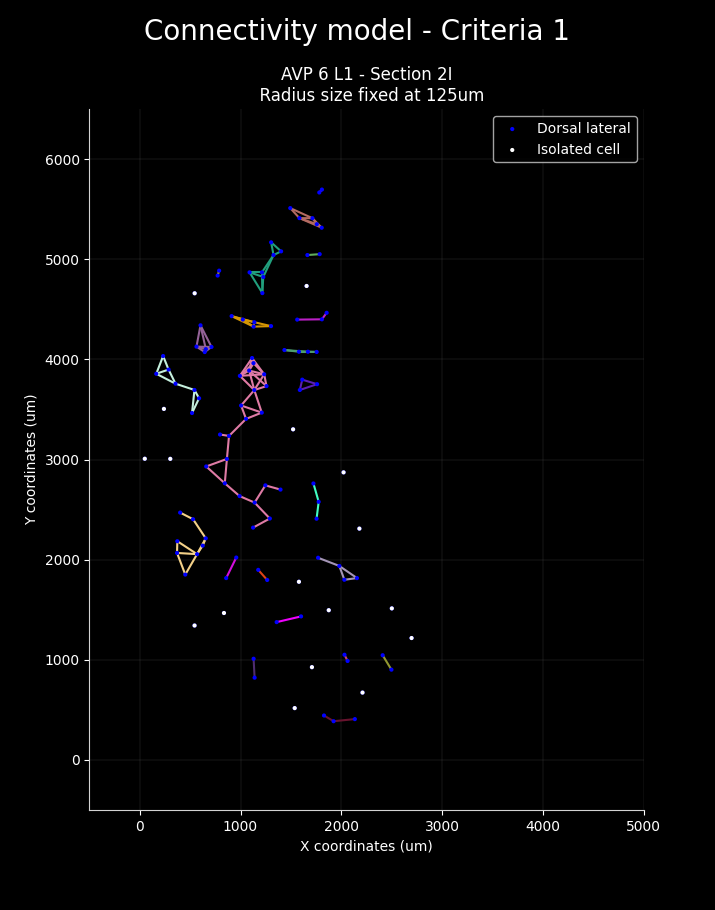 Connectivity model - Criteria 1
AVP 6 L1 - Section 2I
Radius size fixed at 125um
Dorsal lateral
Isolated cell
6000
5000
4000
3000
2000
1000
0
Y coordinates (um)
0 1000 2000 3000 4000 5000
X coordinates (um)